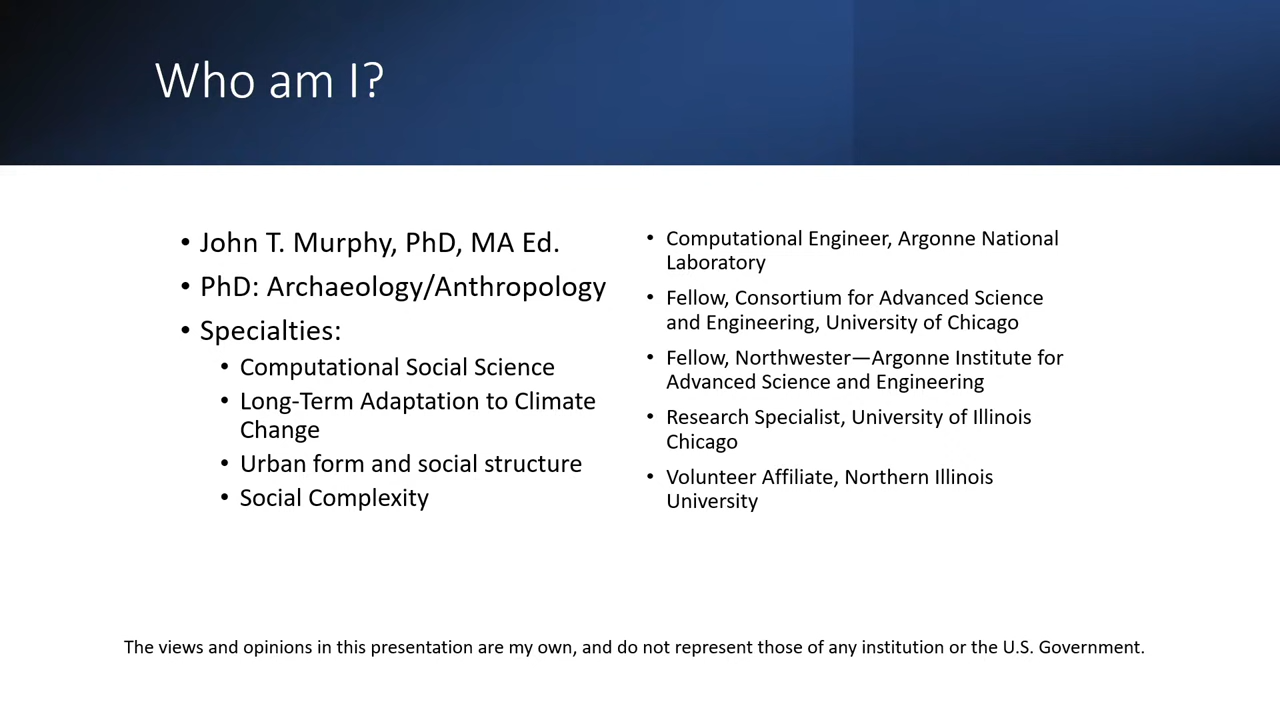 Who am I?
• John T. Murphy, PhD, MA Ed.
• PhD: Archaeology/Anthropology
• Specialties:
• Computational Social Science
• Long-Term Adaptation to Climate
Change
• Urban form and social structure
• Social Complexity
• Computational Engineer, Argonne National
Laboratory
• Fellow, Consortium for Advanced Science
and Engineering, University of Chicago
• Fellow, Northwester—Argonne Institute for
Advanced Science and Engineering
• Research Specialist, University of Illinois
Chicago
• Volunteer Affiliate, Northern Illinois
University
The views and opinions in this presentation are my own, and do not represent those of any institution or the U.S. Government.